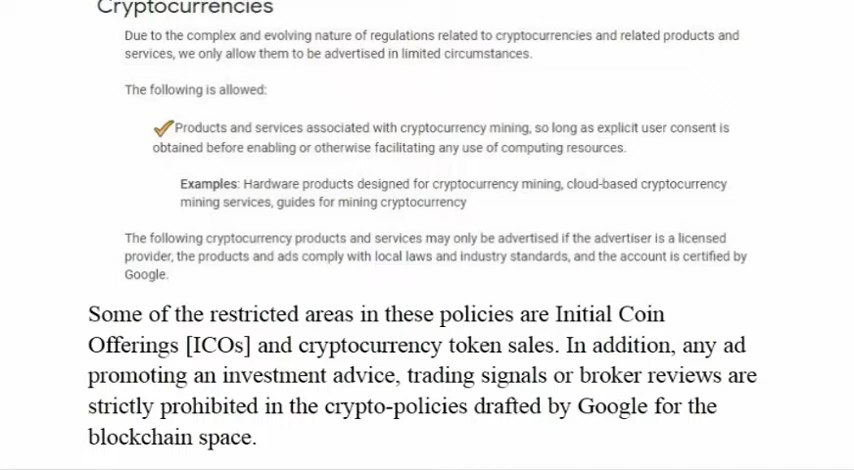 Cryptocurrencies
Due to the complex and evolving nature of regulations related to cryptocurrencies and related products and
services, we only allow them to be advertised in limited circumstances.
The following is allowed:
Products and services associated with cryptocurrency mining, so long as explicit user consent is
obtained before enabling or otherwise facilitating any use of computing resources.
Examples: Hardware products designed for cryptocurrency mining, cloud-based cryptocurrency
mining services, guides for mining cryptocurrency
The following cryptocurrency products and services may only be advertised if the advertiser is a licensed
provider, the products and ads comply with local laws and industry standards, and the account is certified by
Google.
Some of the restricted areas in these policies are Initial Coin
Offerings [ICOs] and cryptocurrency token sales. In addition, any ad
promoting an investment advice, trading signals or broker reviews are
strictly prohibited in the crypto-policies drafted by Google for the
blockchain space.